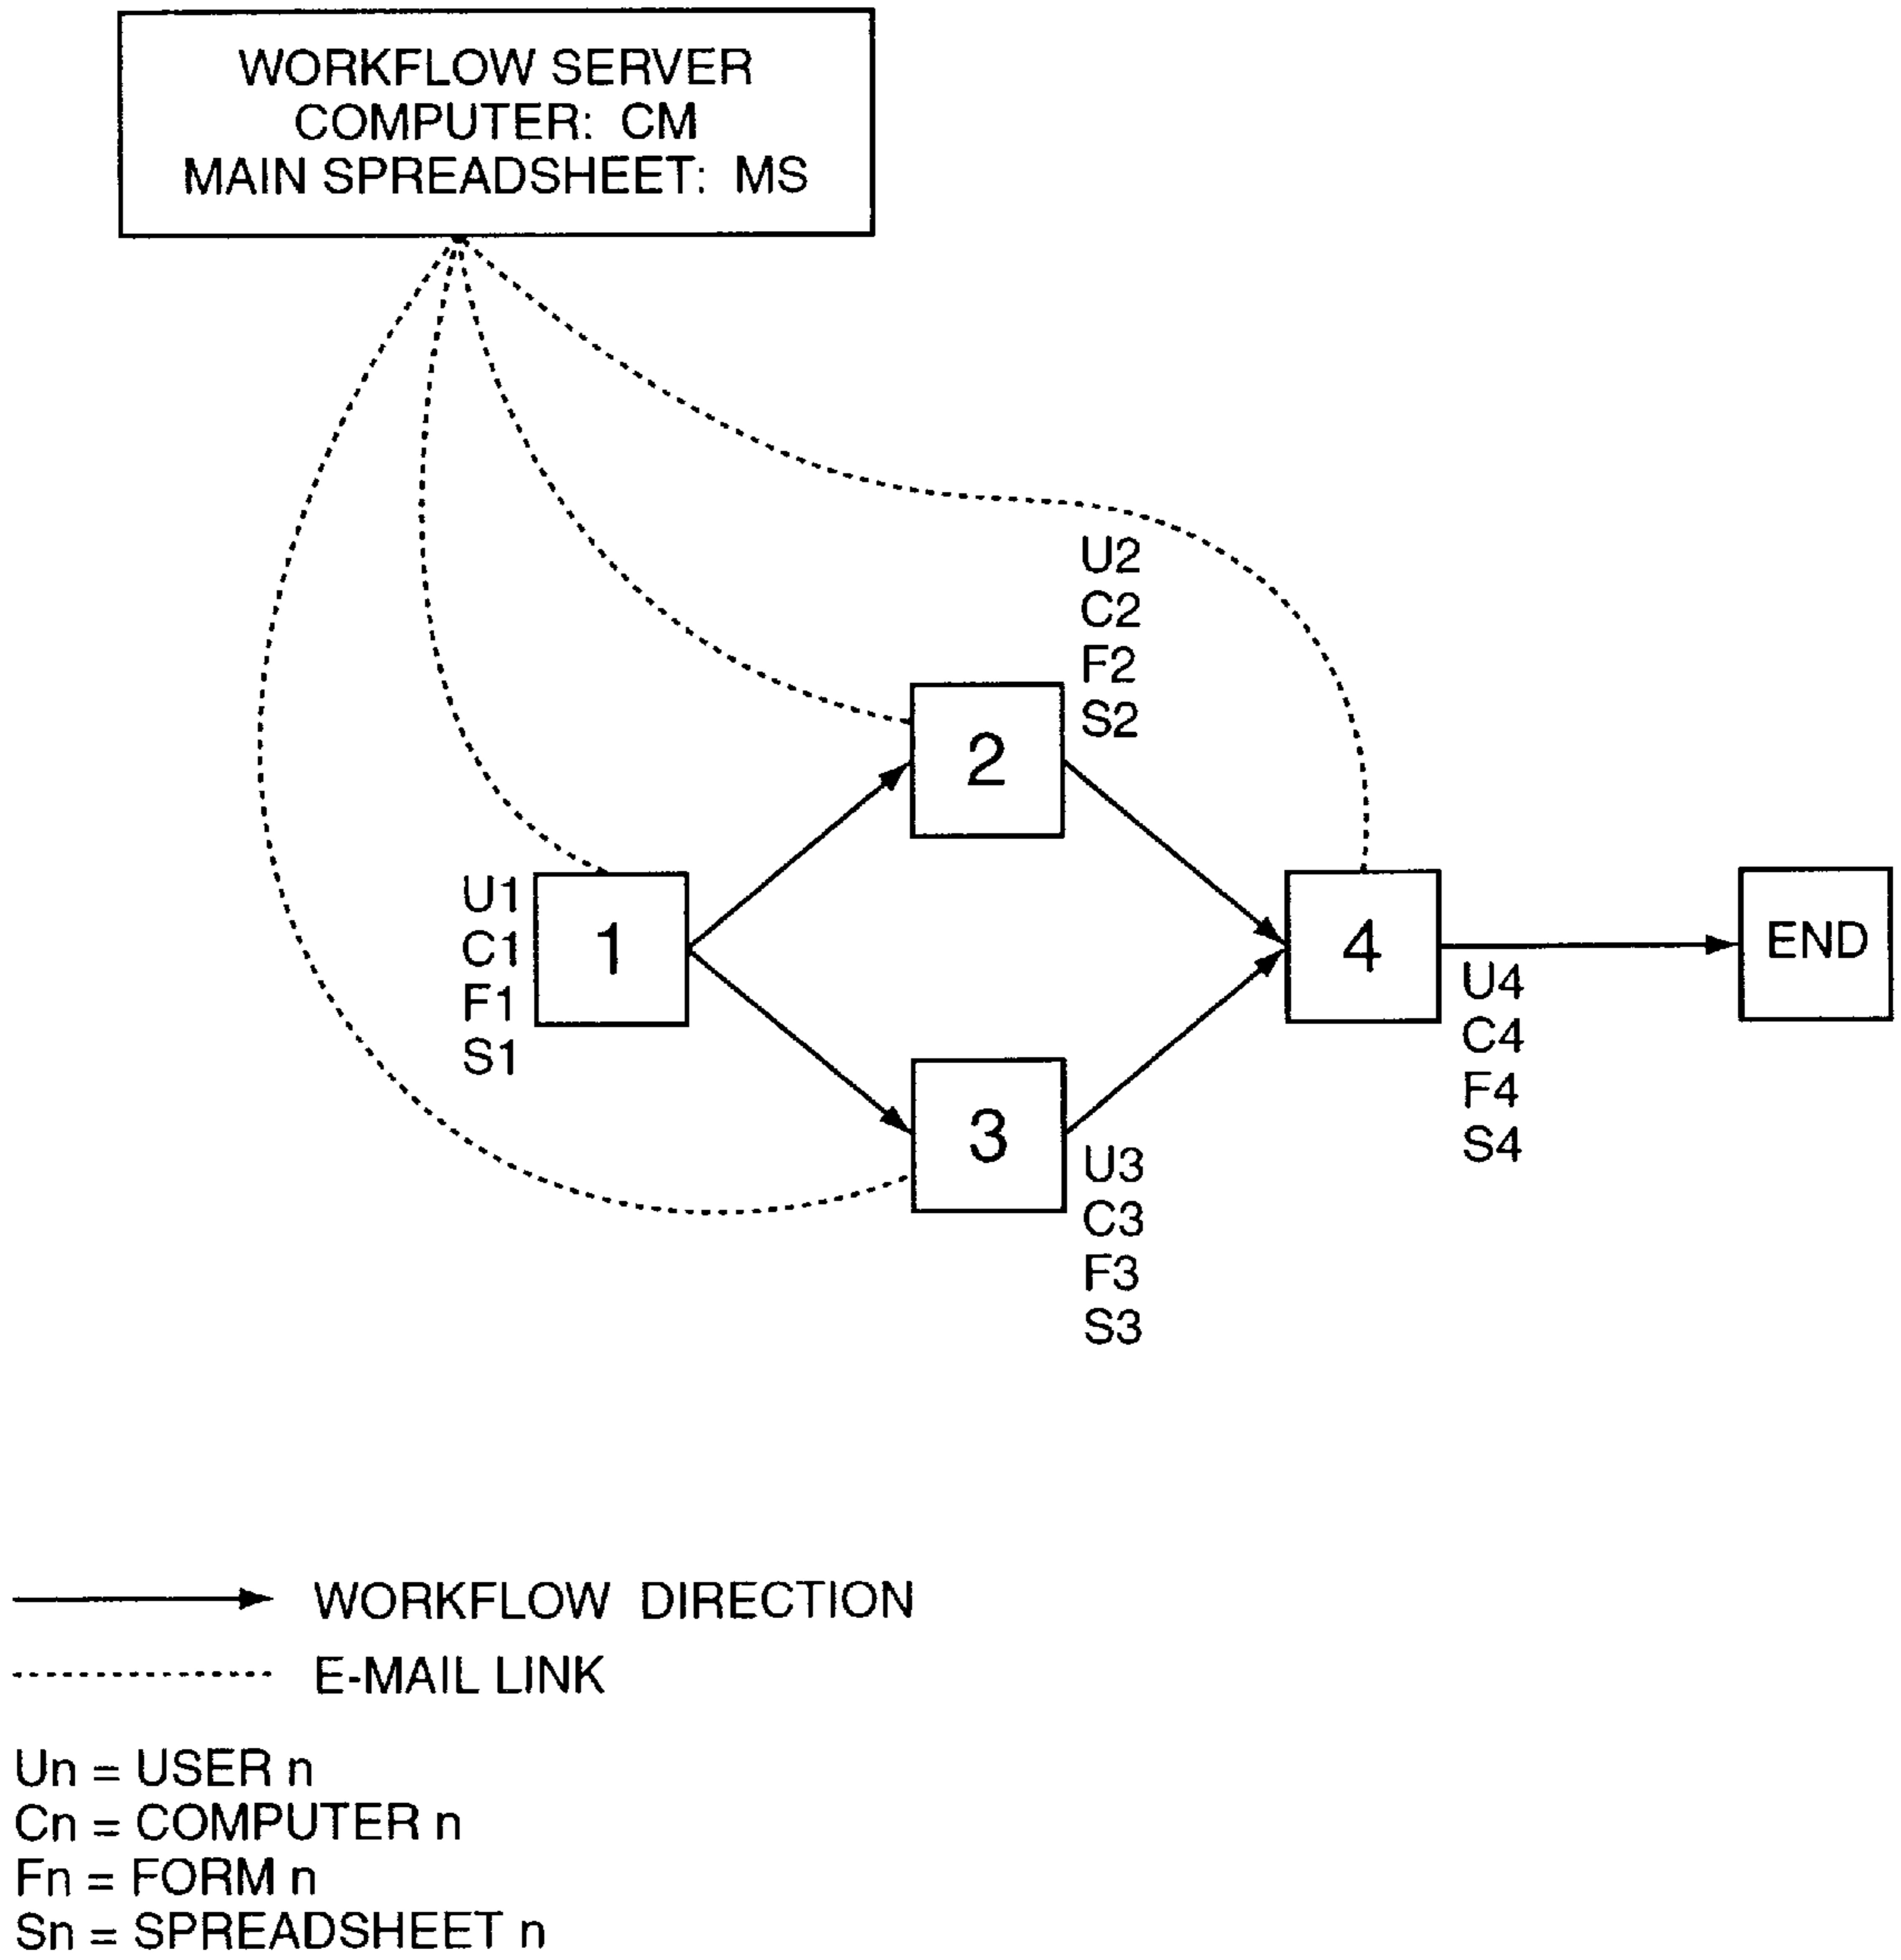 WORKFLOW SERVER
COMPUTER: CM
MAIN SPREADSHEET: MS
U2
C2
F2
S2
2
U1
C1
F1
S1
1
4
END
U4
C4
F4
S4
3
U3
C3
F3
S3
WORKFLOW DIRECTION
E-MAIL LINK
Un = USER n
Cn = COMPUTER n
Fn = FORM n
Sn = SPREADSHEET n